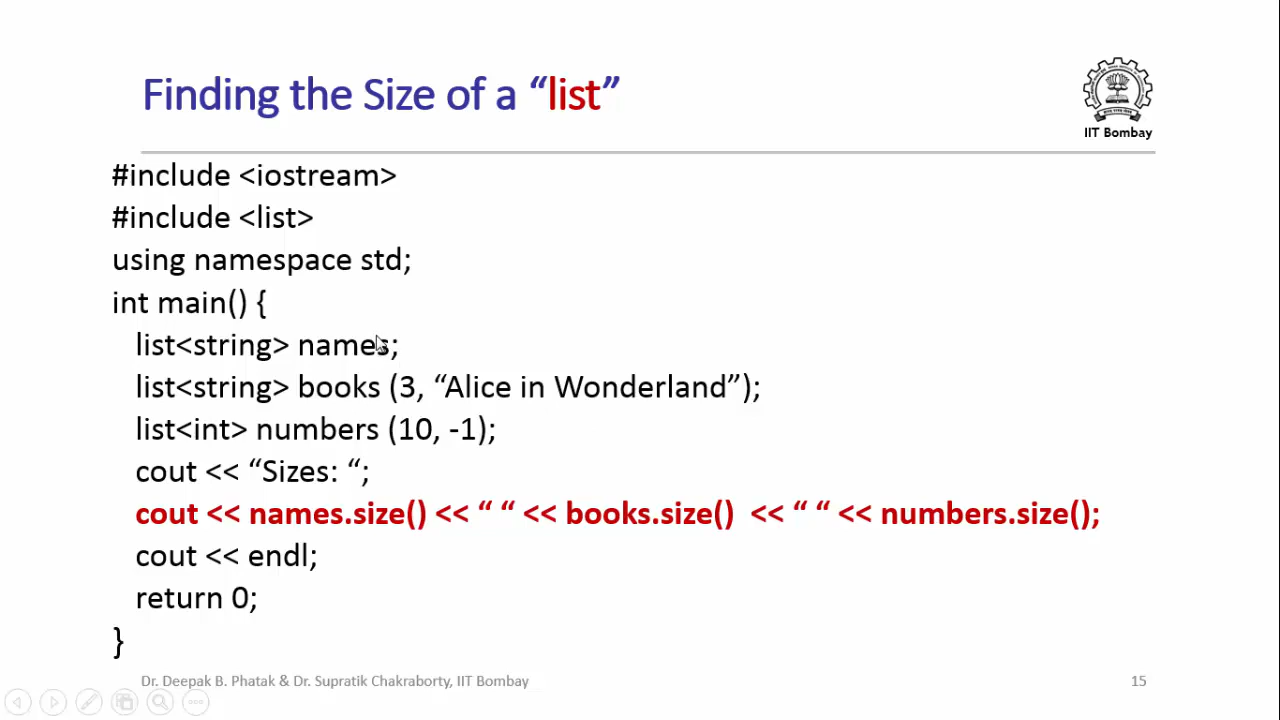 Finding the Size of a “list”
IIT Bombay
#include <iostream>
#include <list>
using namespace std;
int main() {
list<string> names;
list<string> books (3, “Alice in Wonderland”);
list<int> numbers (10, -1);
cout << “Sizes: “;
cout << names.size() << “ “ << books.size() << “ “ << numbers.size();
cout << endl;
return 0;
}
Dr. Deepak B. Phatak & Dr. Supratik Chakraborty, IIT Bombay
15